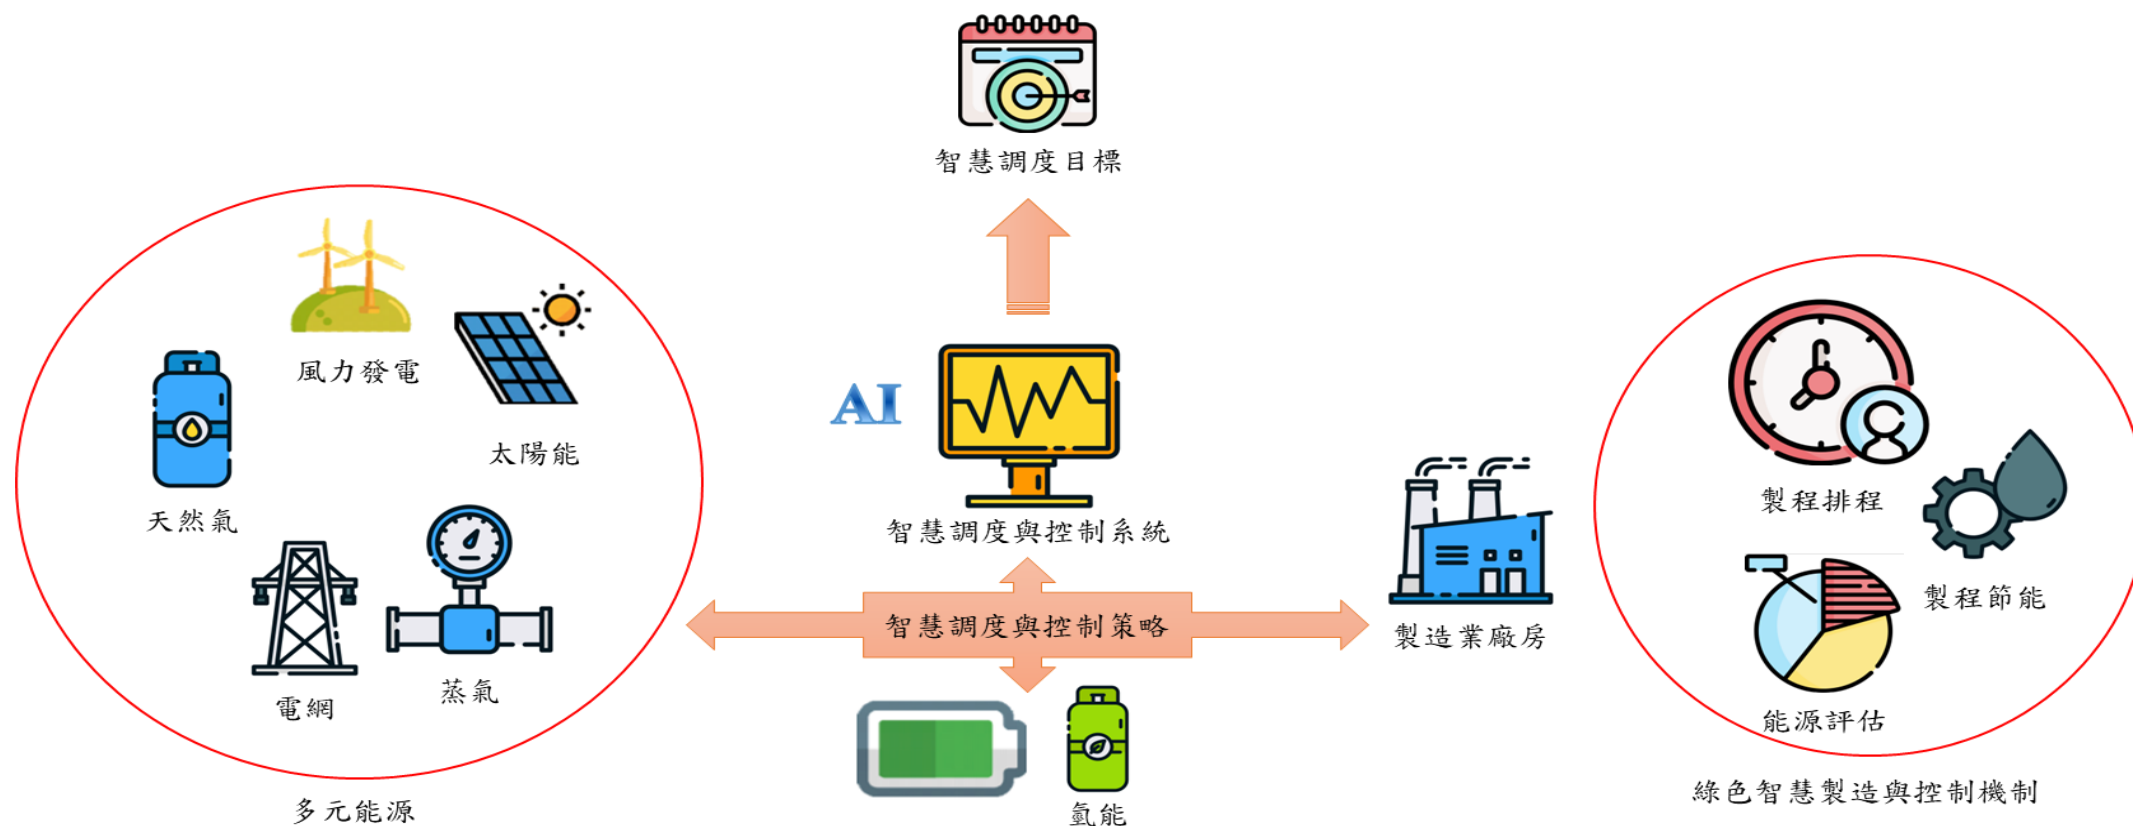 智慧調度目標
風力發電
太陽能
天然氣
電網
蒸氣
多元能源
AI
智慧調度與控制系統
智慧調度與控制策略
氫能
製造業廠房
製程排程
製程節能
能源評估
綠色智慧製造與控制機制